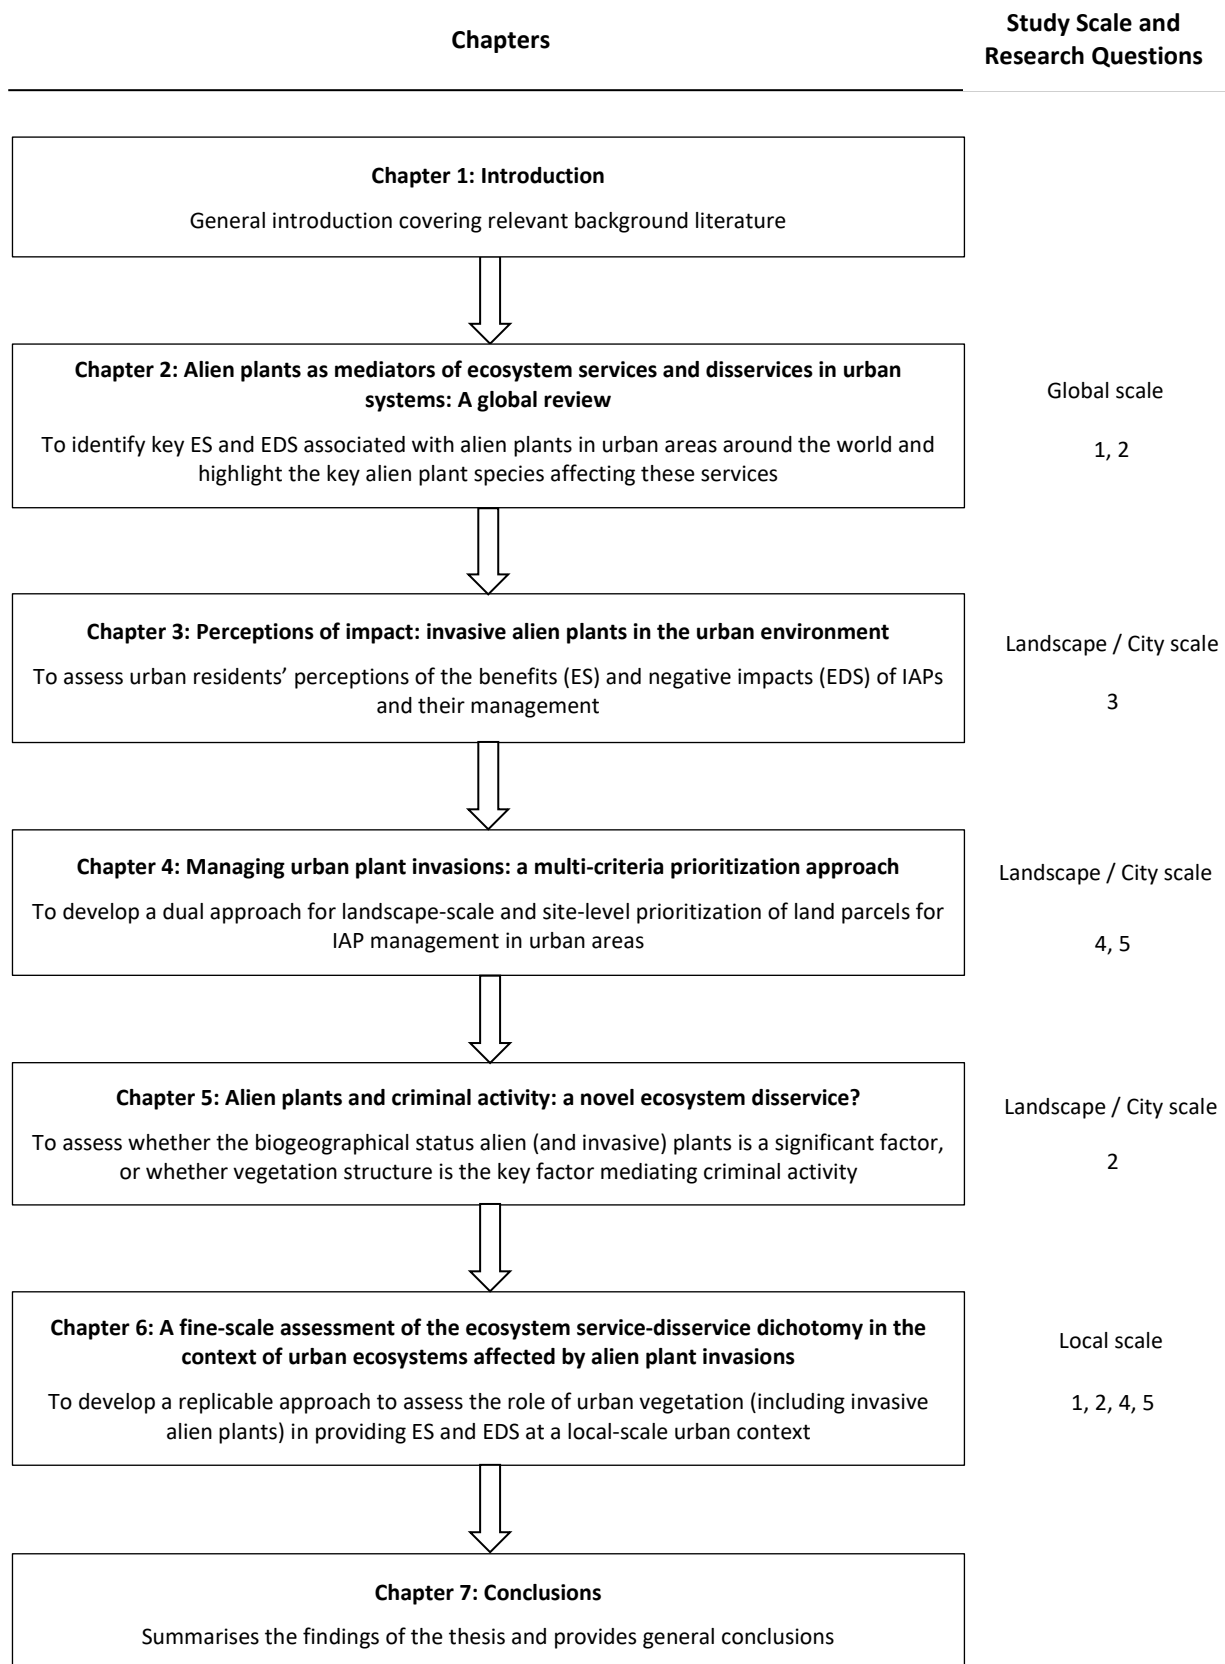 Chapters
Study Scale and
Research Questions
Chapter 1: Introduction
General introduction covering relevant background literature
Chapter 2: Alien plants as mediators of ecosystem services and disservices in urban
systems: A global review
To identify key ES and EDS associated with alien plants in urban areas around the world and
highlight the key alien plant species affecting these services
Global scale
1, 2
Chapter 3: Perceptions of impact: invasive alien plants in the urban environment
To assess urban residents’ perceptions of the benefits (ES) and negative impacts (EDS) of IAPs
and their management
Landscape / City scale
3
Chapter 4: Managing urban plant invasions: a multi-criteria prioritization approach
To develop a dual approach for landscape-scale and site-level prioritization of land parcels for
IAP management in urban areas
Landscape / City scale
4, 5
Chapter 5: Alien plants and criminal activity: a novel ecosystem disservice?
To assess whether the biogeographical status alien (and invasive) plants is a significant factor,
or whether vegetation structure is the key factor mediating criminal activity
Landscape / City scale
2
Chapter 6: A fine-scale assessment of the ecosystem service-disservice dichotomy in the
context of urban ecosystems affected by alien plant invasions
To develop a replicable approach to assess the role of urban vegetation (including invasive
alien plants) in providing ES and EDS at a local-scale urban context
Local scale
1, 2, 4, 5
Chapter 7: Conclusions
Summarises the findings of the thesis and provides general conclusions